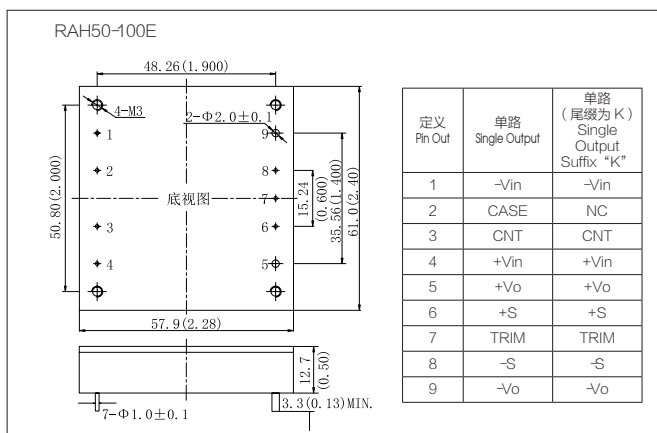 RAH50-100E
48.26(1.900)
4-M3
2-Φ2.0±0.1
1
9
2
8
底视图
7
3
6
4
5
50.80(2.000)
15.24
(0.600)
35.56(1.400)
61.0(2.40)
57.9(2.28)
12.7
(0.50)
3.3(0.13)MIN.
7-Φ1.0±0.1
定义
Pin Out
单路
Single Output
单路
(尾缀为 K)
Single
Output
Suffix “K”
1 -Vin -Vin
2 CASE NC
3 CNT CNT
4 +Vin +Vin
5 +Vo +Vo
6 +S +S
7 TRIM TRIM
8 -S -S
9 -Vo -Vo